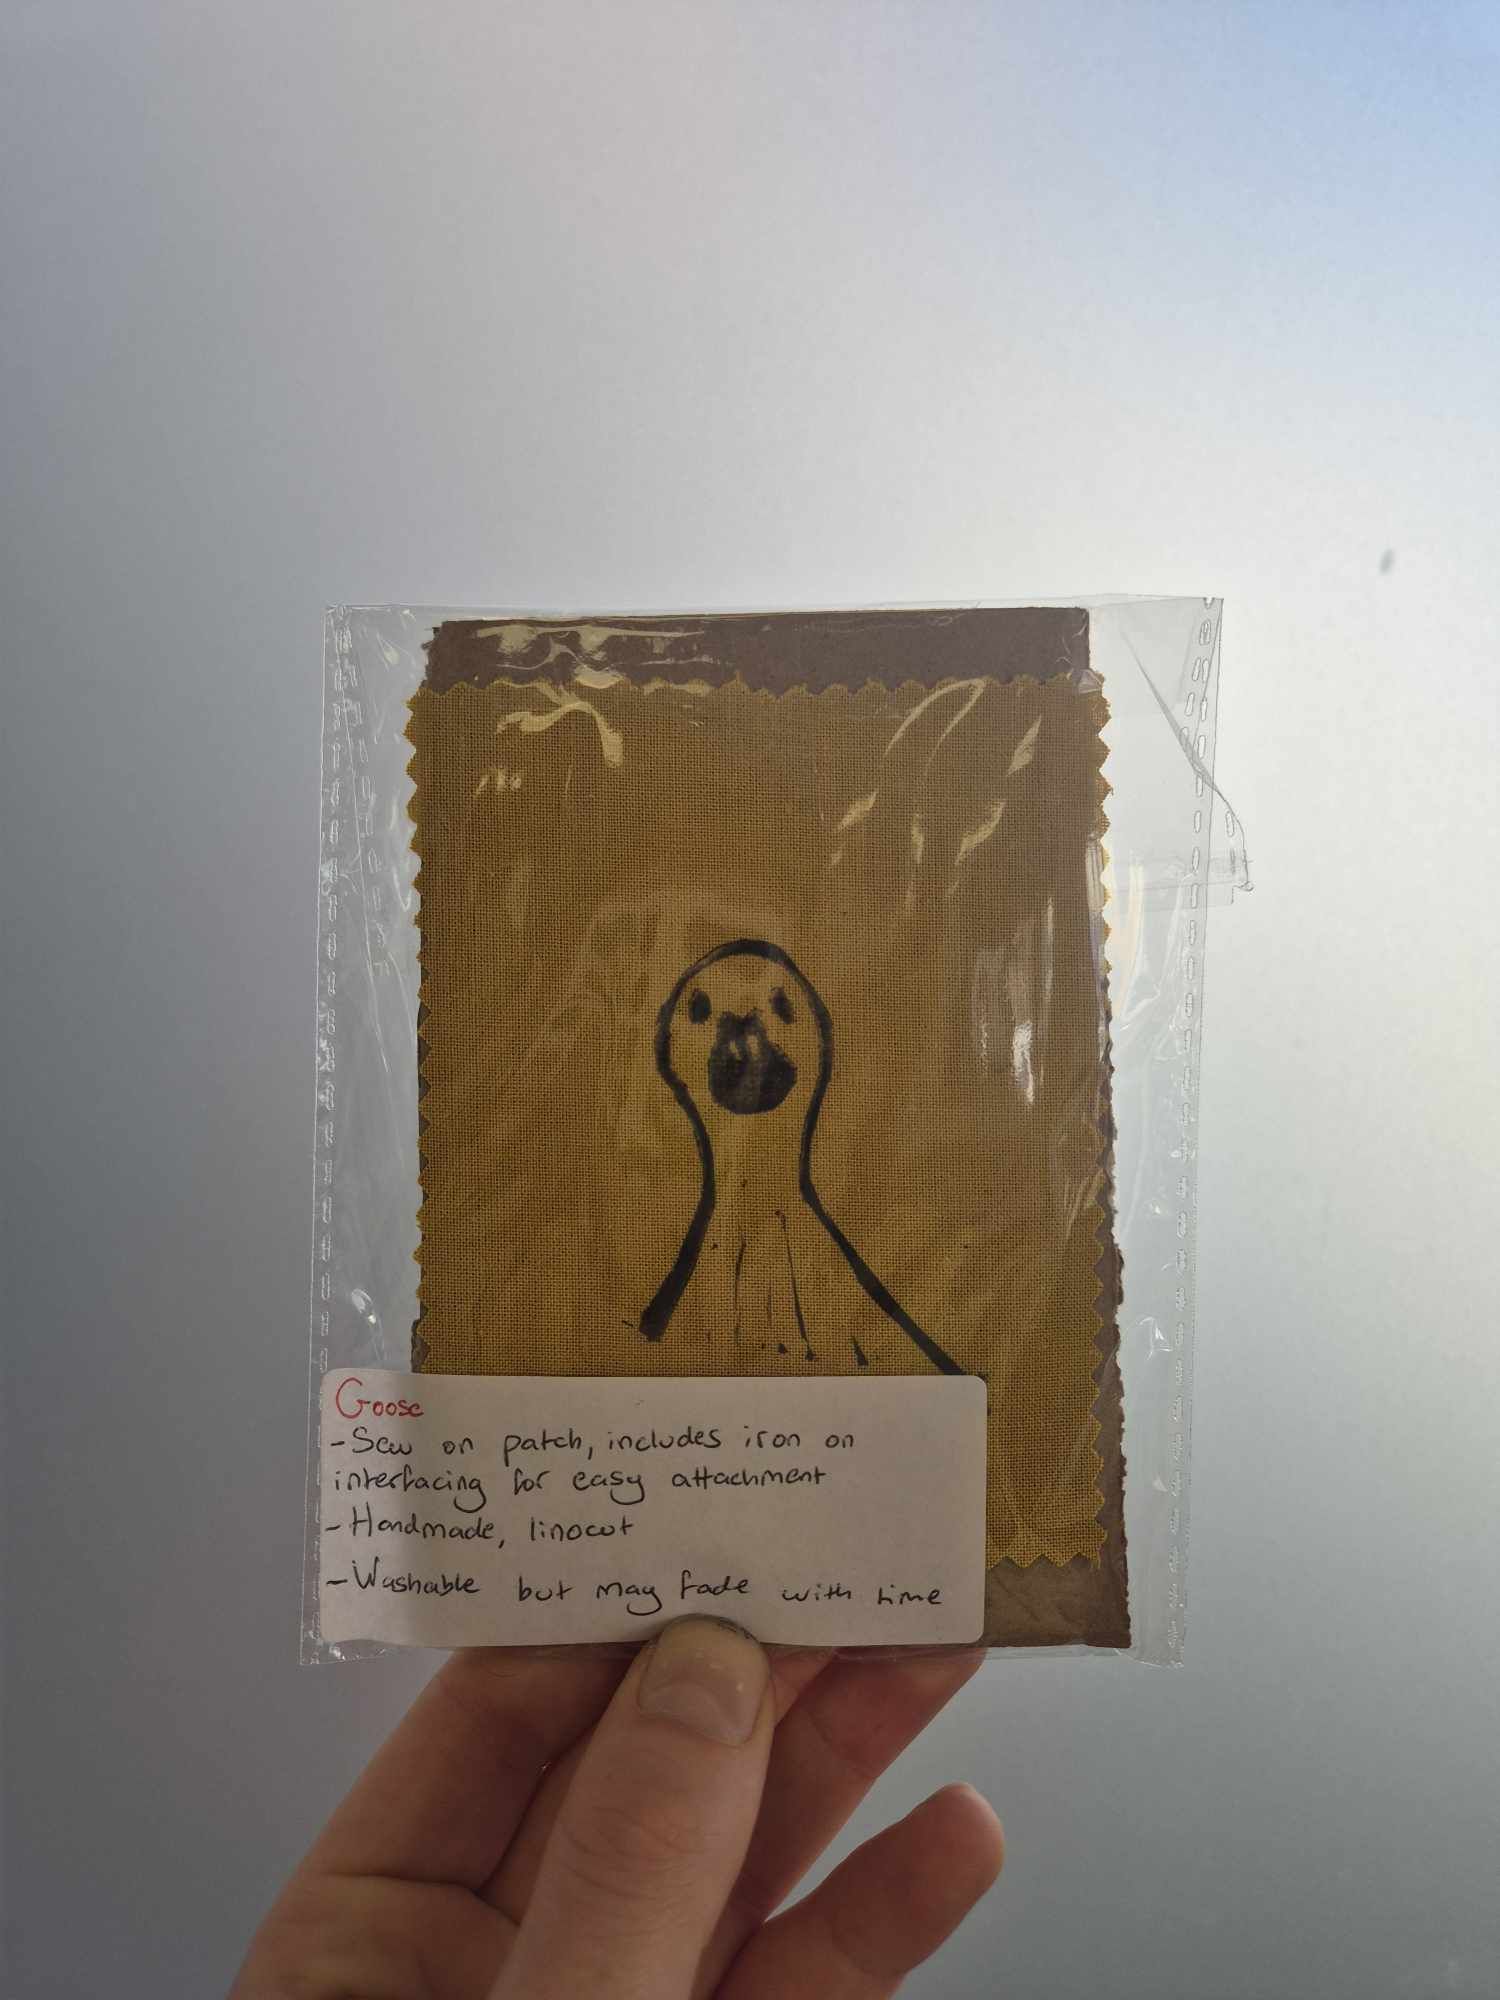 Goose
-Sew on patch, includes iron on
interfacing for easy attachment
-Handmade, linocut
-Washable but may fade with time